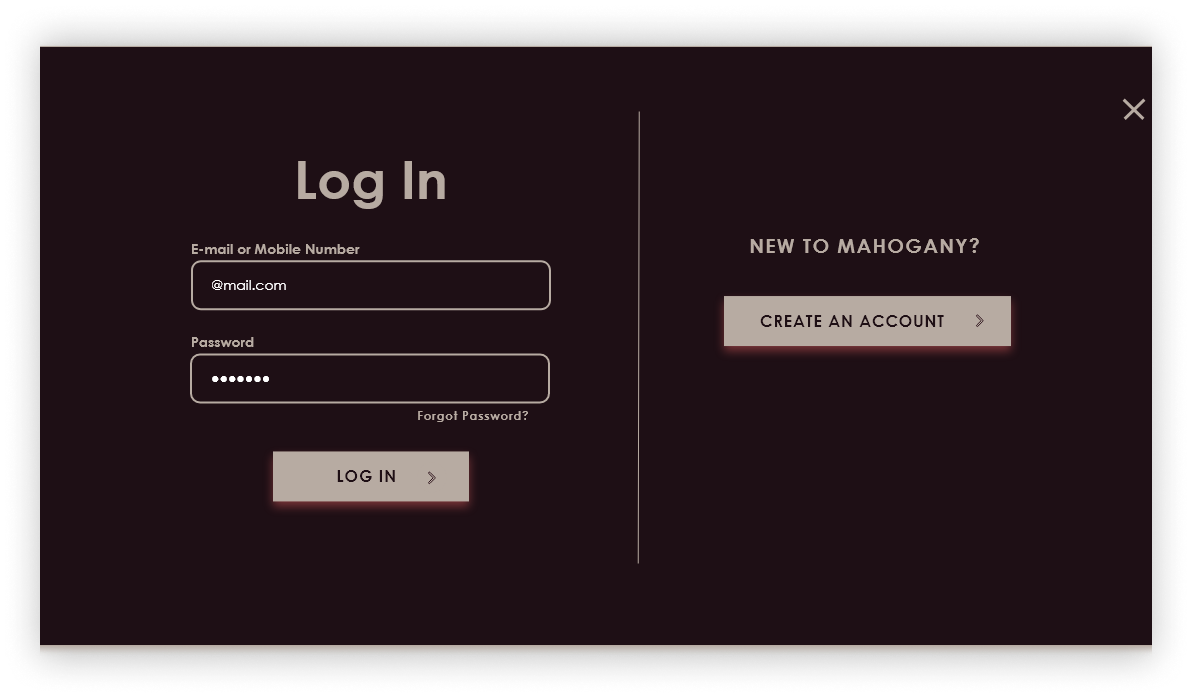 Log In
E-mail or Mobile Number
@mail.com
Password
•••••••
Forgot Password?
LOG IN
NEW TO MAHOGANY?
CREATE AN ACCOUNT